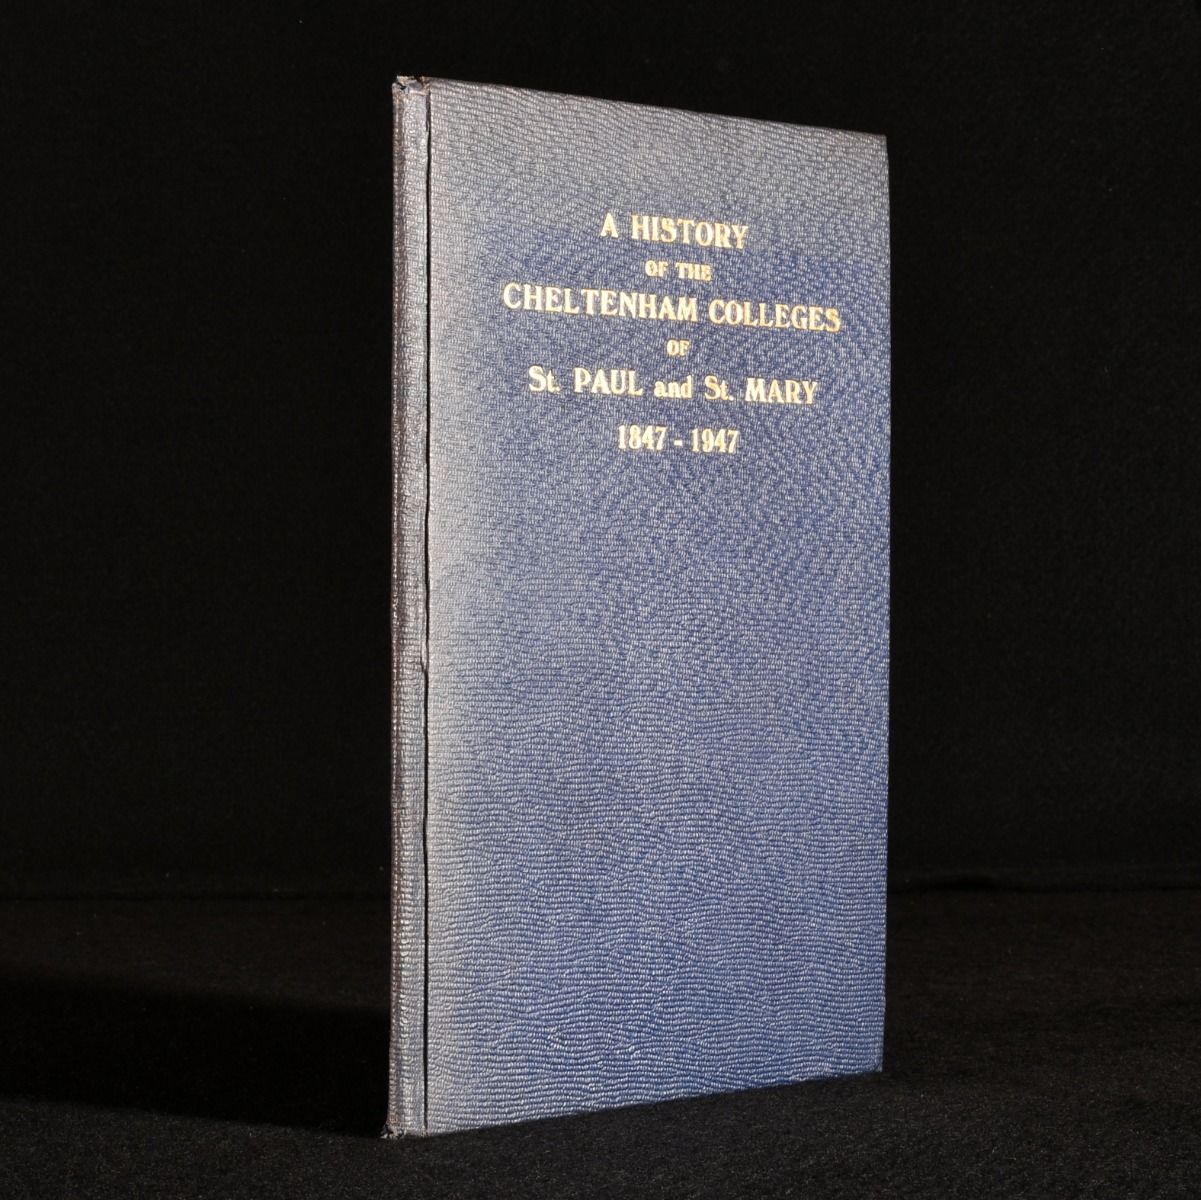 A HISTORY
OF THE
CHELTENHAM COLLEGES
OF
St. PAUL and St. MARY
1847 - 1947